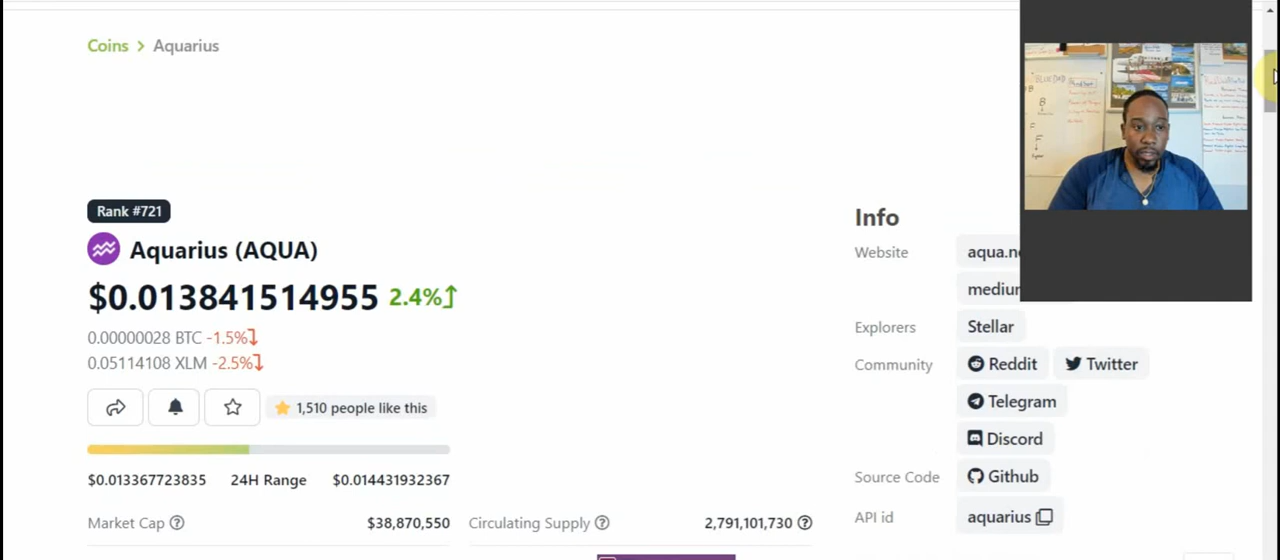 Coins > Aquarius
Rank #721
Aquarius (AQUA)
$0.013841514955 2.4%
0.00000028 BTC -1.5%
0.05114108 XLM -2.5%
1,510 people like this
$0.013367723835 24H Range $0.014431932367
Market Cap $38,870,550
Circulating Supply 2,791,101,730
Info
Website aqua.n
medium
Explorers Stellar
Community Reddit Twitter
Telegram
Discord
Source Code Github
API id aquarius